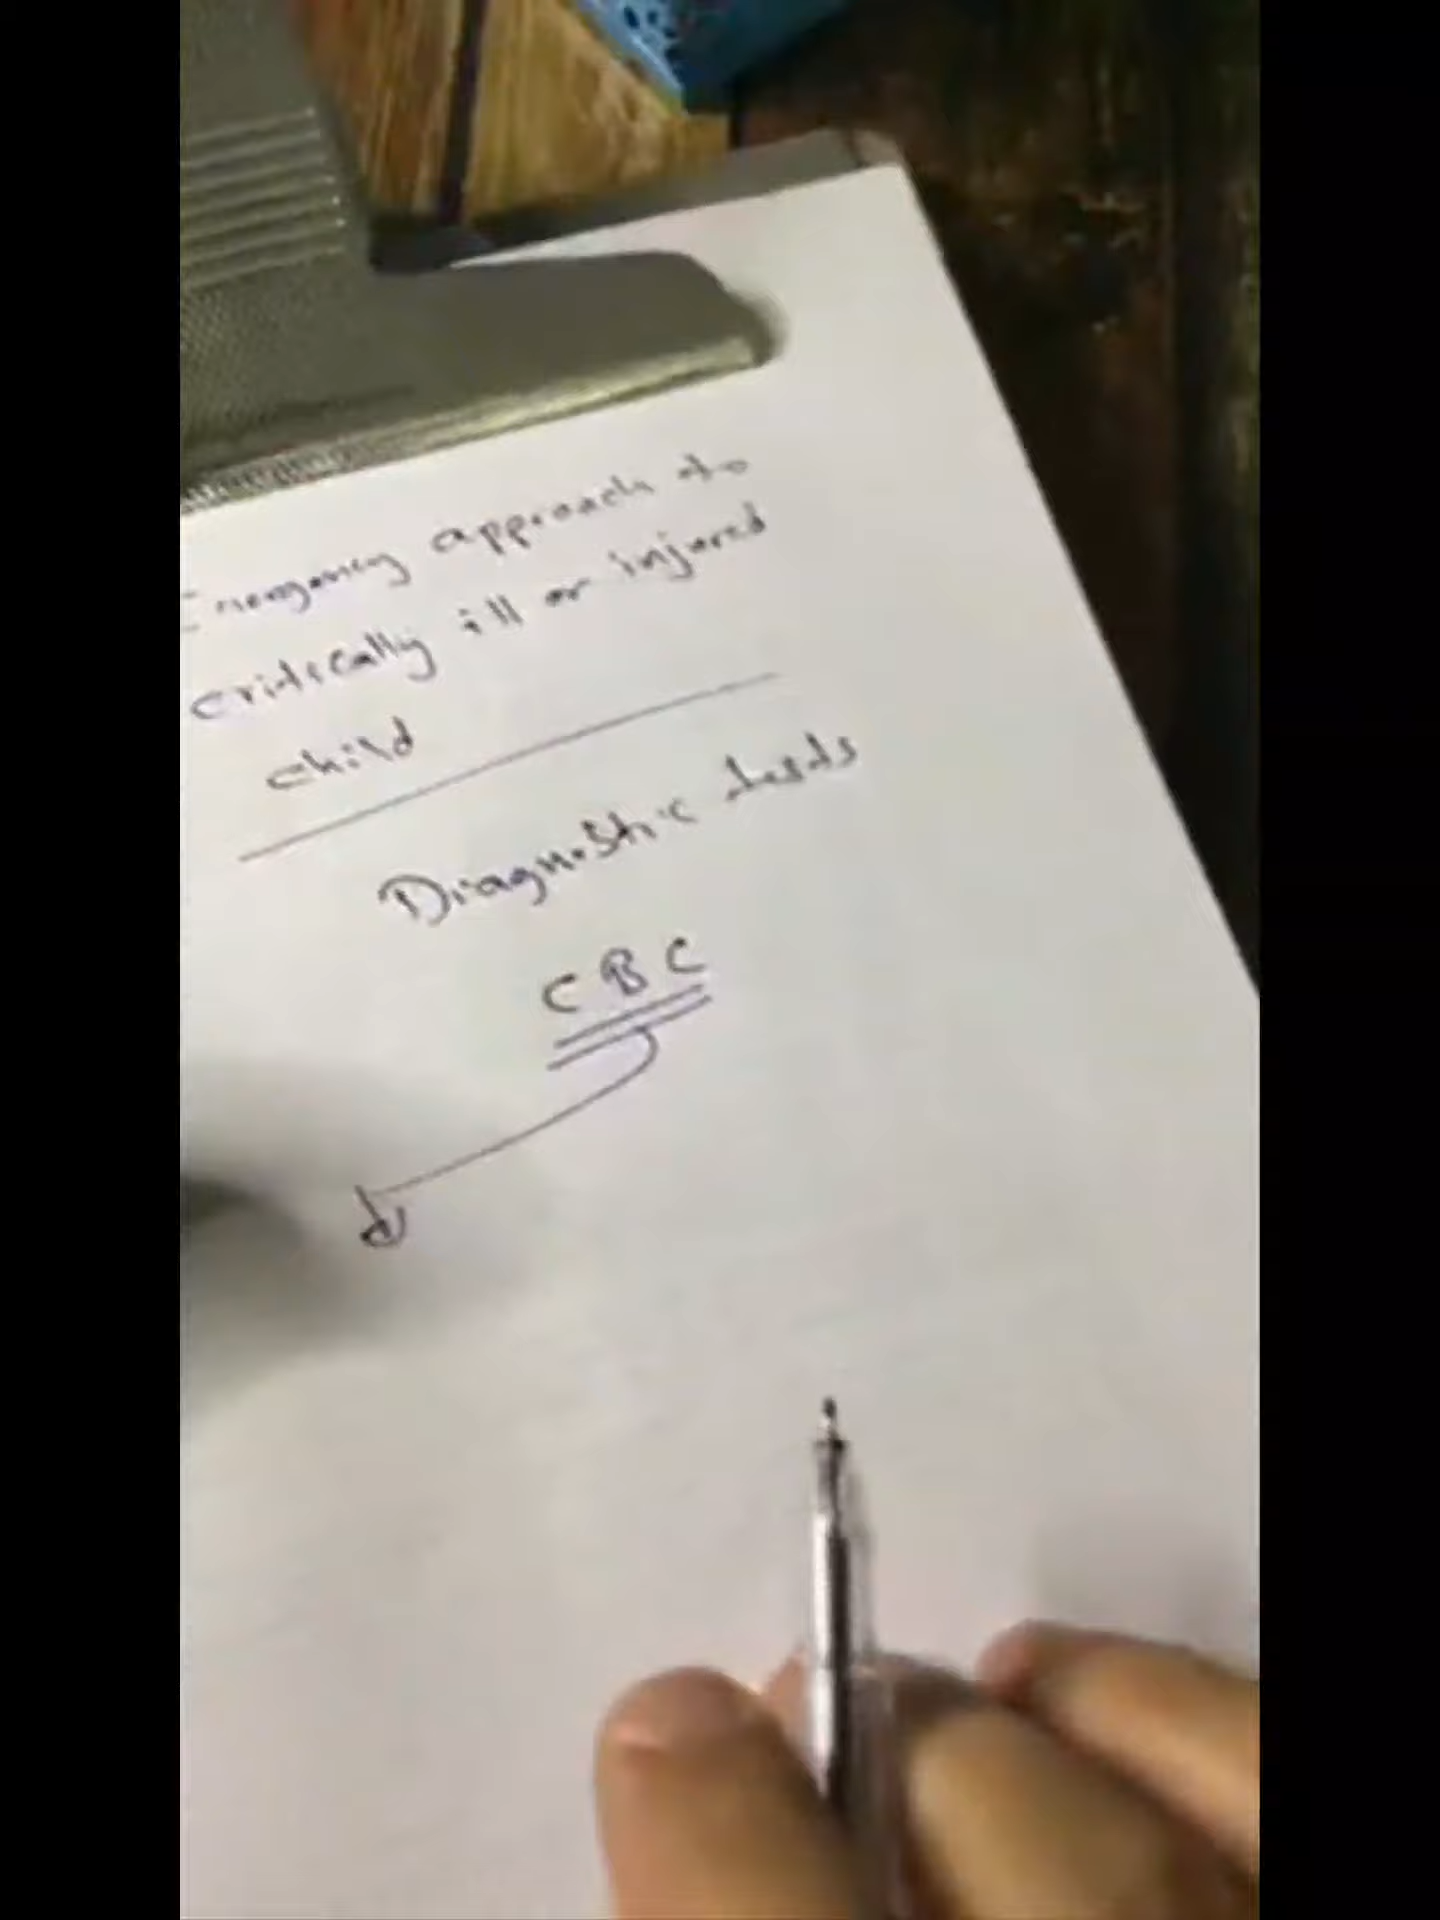 Emergency approach to
critically ill or injured
child
Diagnostic tests
CBC